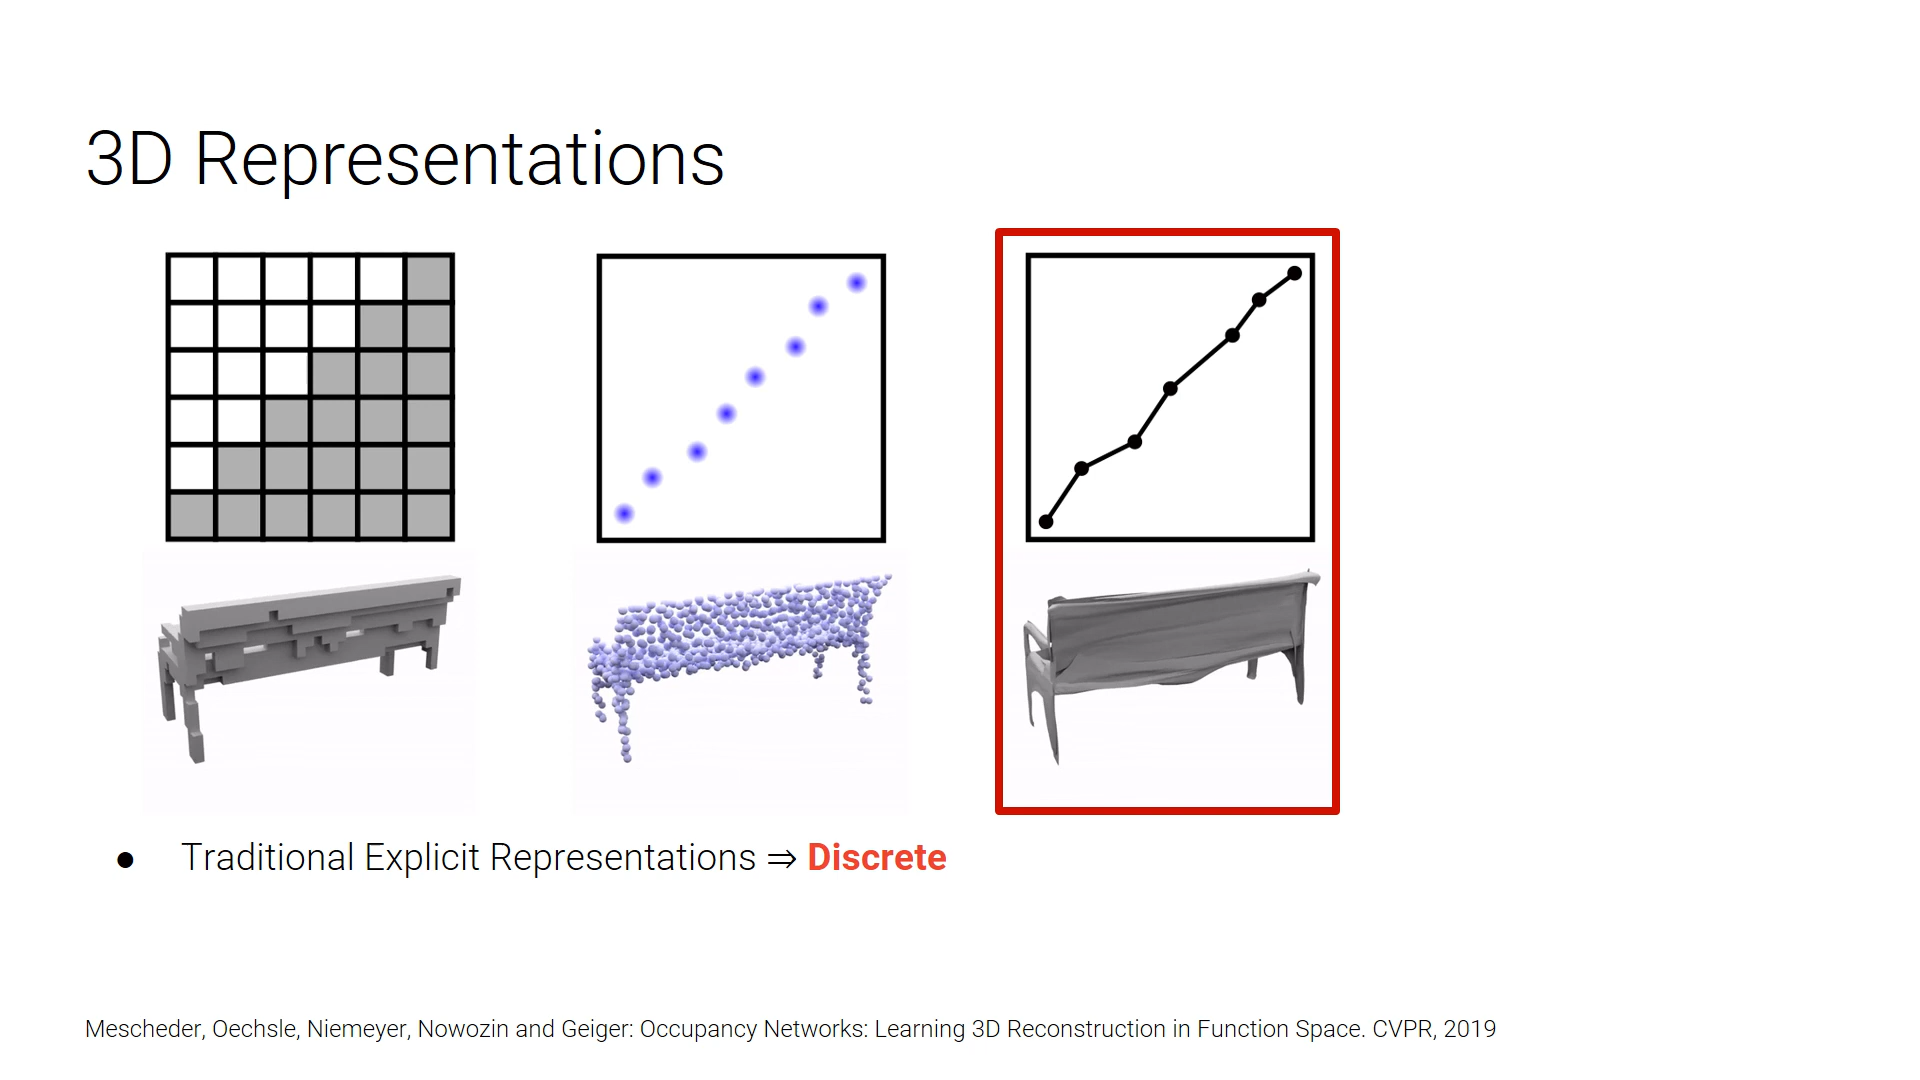 3D Representations
● Traditional Explicit Representations ⇒ Discrete
Mescheder, Oechsle, Niemeyer, Nowozin and Geiger: Occupancy Networks: Learning 3D Reconstruction in Function Space. CVPR, 2019